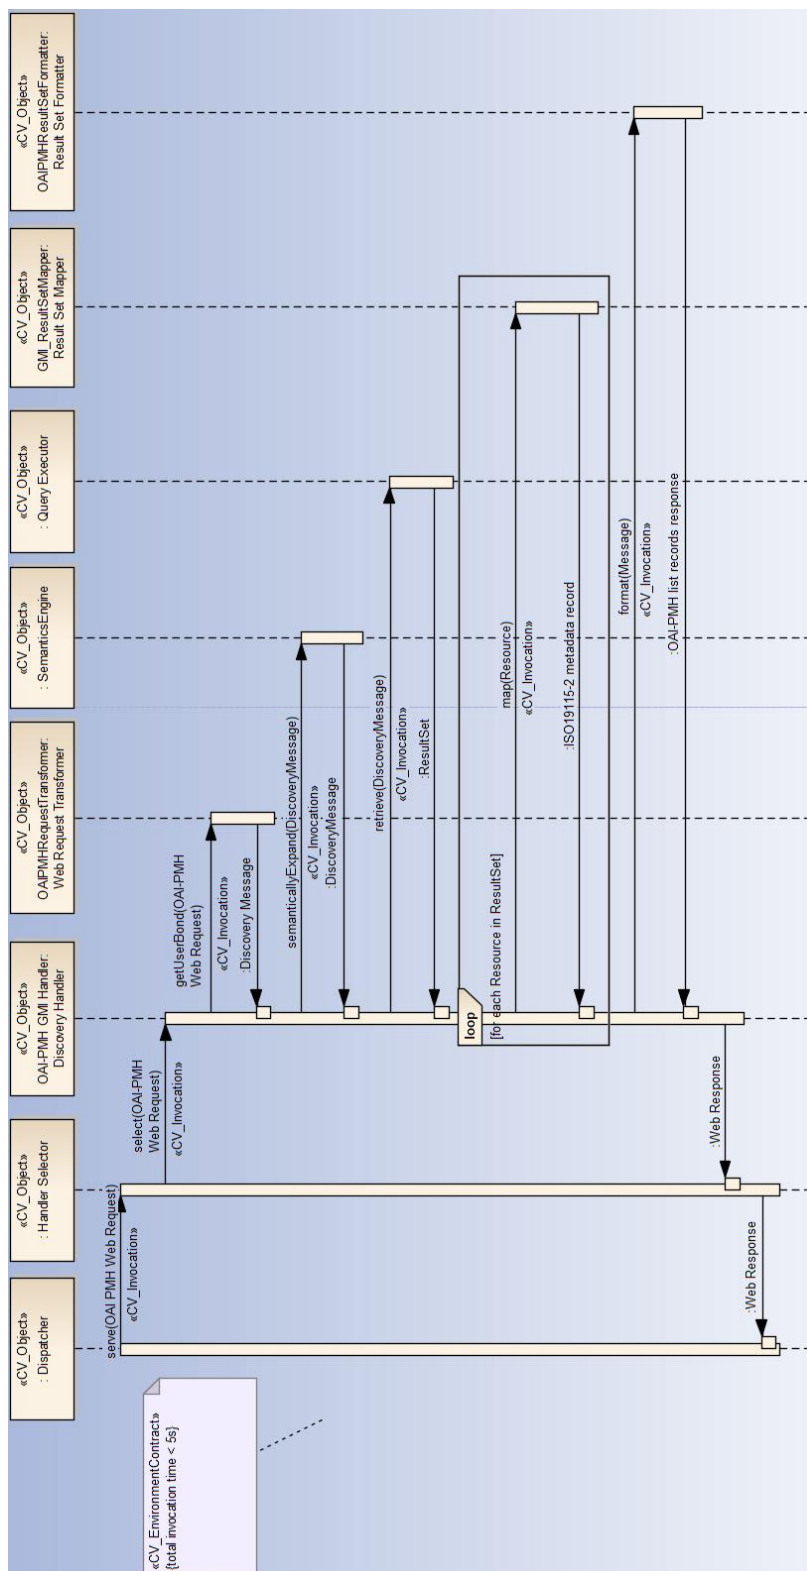 «CV_Object»
: Dispatcher
«CV_Object»
: Handler Selector
«CV_Object»
OAI-PMH GMI Handler:
Discovery Handler
«CV_Object»
OAIPMHRequestTransformer:
Web Request Transformer
«CV_Object»
: SemanticsEngine
«CV_Object»
: Query Executor
«CV_Object»
GMI_ResultSetMapper:
Result Set Mapper
«CV_Object»
OAIPMHResultSetFormatter:
Result Set Formatter
serve(OAI PMH Web Request)
«CV_Invocation»
select(OAI-PMH
Web Request)
«CV_Invocation»
getUserBond(OAI-PMH
Web Request)
«CV_Invocation»
:Discovery Message
semanticallyExpand(DiscoveryMessage)
«CV_Invocation»
:DiscoveryMessage
retrieve(DiscoveryMessage)
«CV_Invocation»
:ResultSet
loop
[for each Resource in ResultSet]
map(Resource)
«CV_Invocation»
:ISO19115-2 metadata record
format(Message)
«CV_Invocation»
:OAI-PMH list records response
:Web Response
:Web Response
«CV_EnvironmentContract»
{total invocation time < 5s}